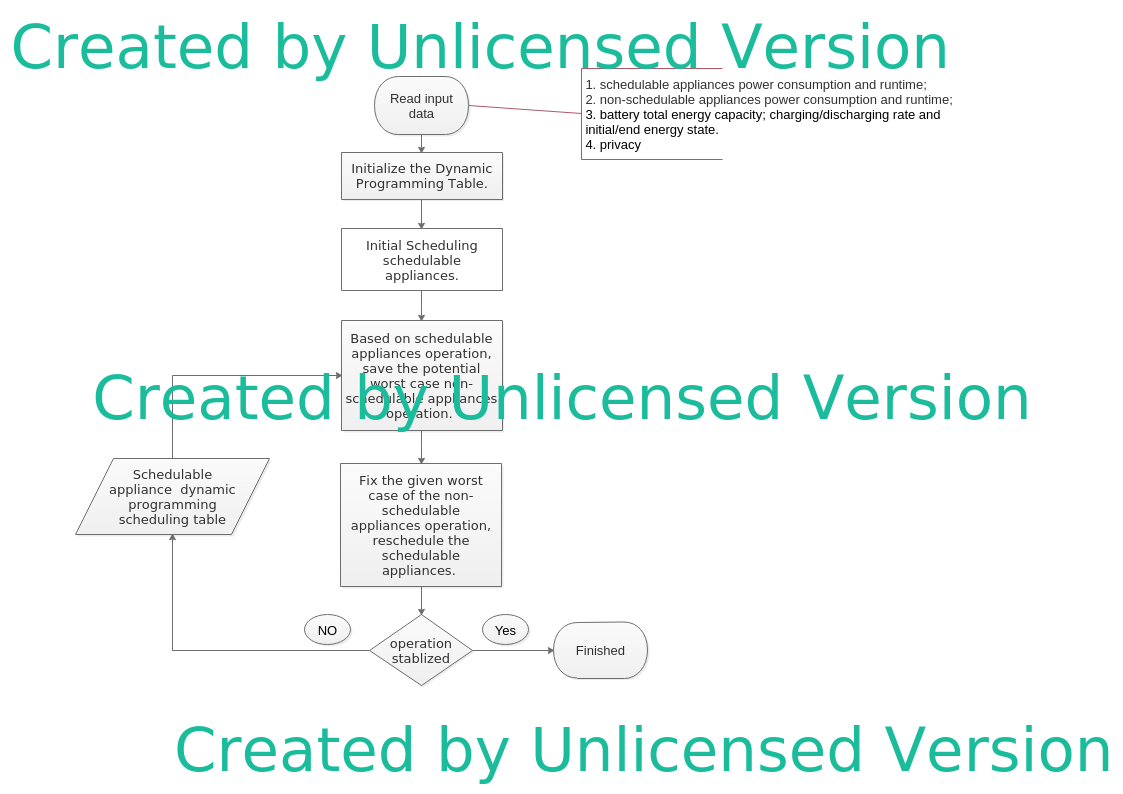 Created by Unlicensed Version
Read input
data
1. schedulable appliances power consumption and runtime;
2. non-schedulable appliances power consumption and runtime;
3. battery total energy capacity; charging/discharging rate and
initial/end energy state.
4. privacy
Initialize the Dynamic
Programming Table.
Initial Scheduling
schedulable
appliances.
Based on schedulable
appliances operation,
save the potential
worst case non-
schedulable appliances
operation.
Created by Unlicensed Version
Schedulable
appliance  dynamic
programming
scheduling table
Fix the given worst
case of the non-
schedulable
appliances operation,
reschedule the
schedulable
appliances.
NO
operation
stablized
Yes
Finished
Created by Unlicensed Version